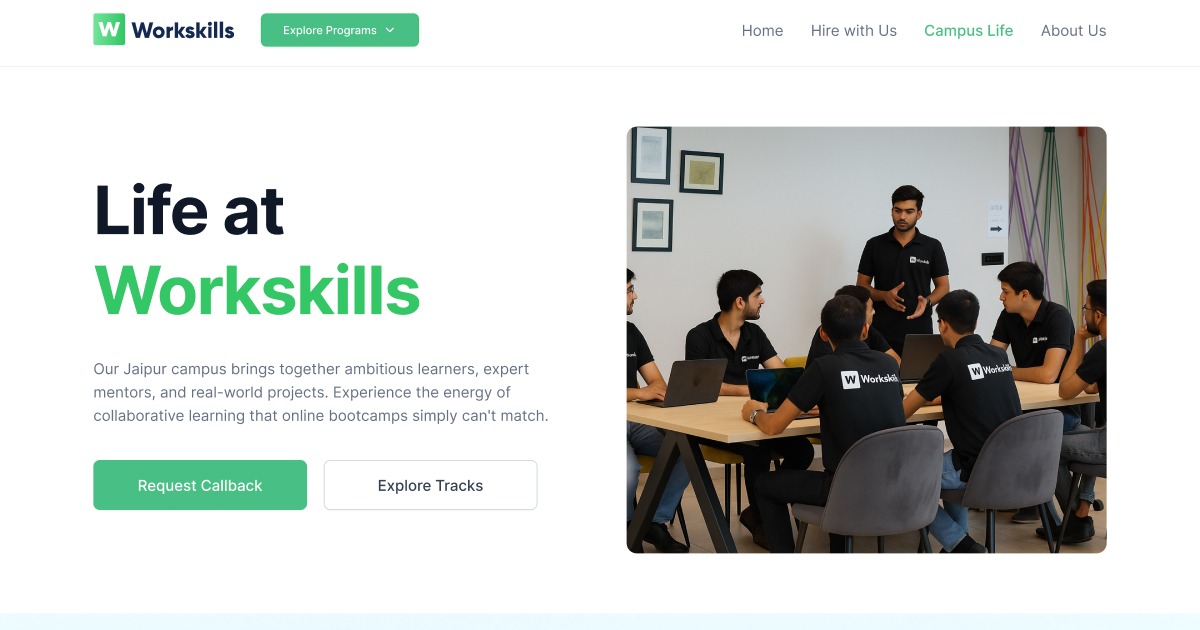 W Workskills
Explore Programs
Home
Hire with Us
Campus Life
About Us
Life at
Workskills
Our Jaipur campus brings together ambitious learners, expert
mentors, and real-world projects. Experience the energy of
collaborative learning that online bootcamps simply can't match.
Request Callback
Explore Tracks
W Workskills
W Workskills